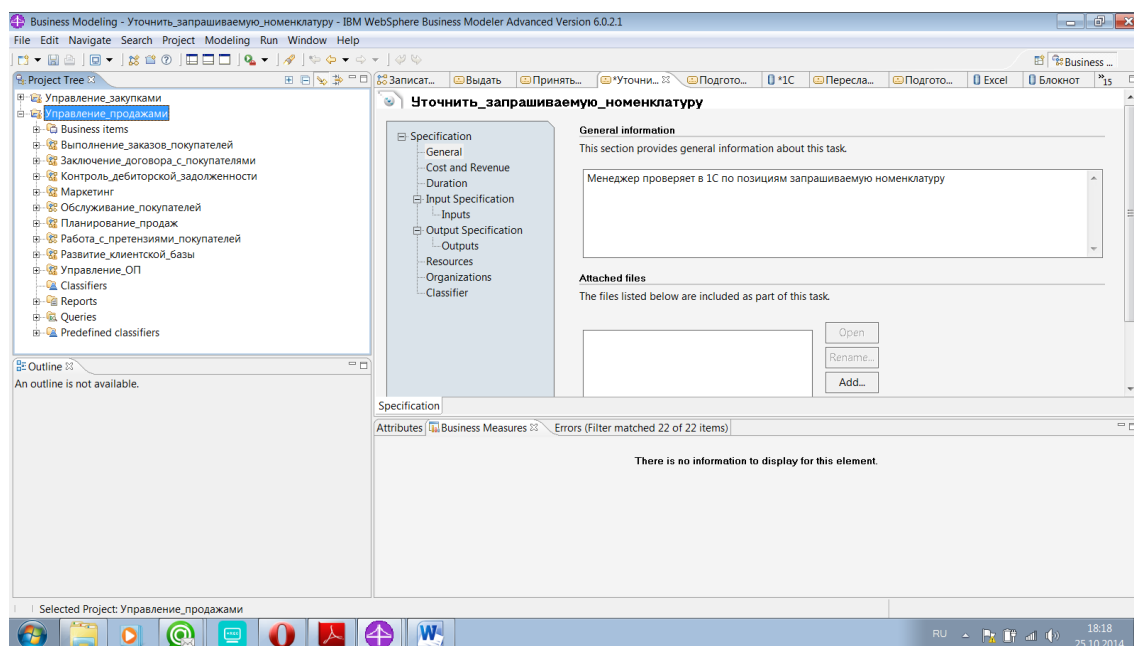 Business Modeling - Уточнить_запрашиваемую_номенклатуру - IBM WebSphere Business Modeler Advanced Version 6.0.2.1
File Edit Navigate Search Project Modeling Run Window Help
Business ...
Project Tree
Записат... Выдать Принять... *Уточни... Подгото... *1С Пересла... Подгото... Excel Блокнот »15
Управление_закупками
Управление_продажами
Business items
Выполнение_заказов_покупателей
Заключение_договора_с_покупателями
Контроль_дебиторской_задолженности
Маркетинг
Обслуживание_покупателей
Планирование_продаж
Работа_с_претензиями_покупателей
Развитие_клиентской_базы
Управление_ОП
Classifiers
Reports
Queries
Predefined classifiers
Уточнить_запрашиваемую_номенклатуру
Specification
General
Cost and Revenue
Duration
Input Specification
Inputs
Output Specification
Outputs
Resources
Organizations
Classifier
General information
This section provides general information about this task.
Менеджер проверяет в 1С по позициям запрашиваемую номенклатуру
Attached files
The files listed below are included as part of this task.
Open
Rename...
Add...
Specification
Outline
An outline is not available.
Attributes Business Measures Errors (Filter matched 22 of 22 items)
There is no information to display for this element.
Selected Project: Управление_продажами
RU
18:18
25.10.2014